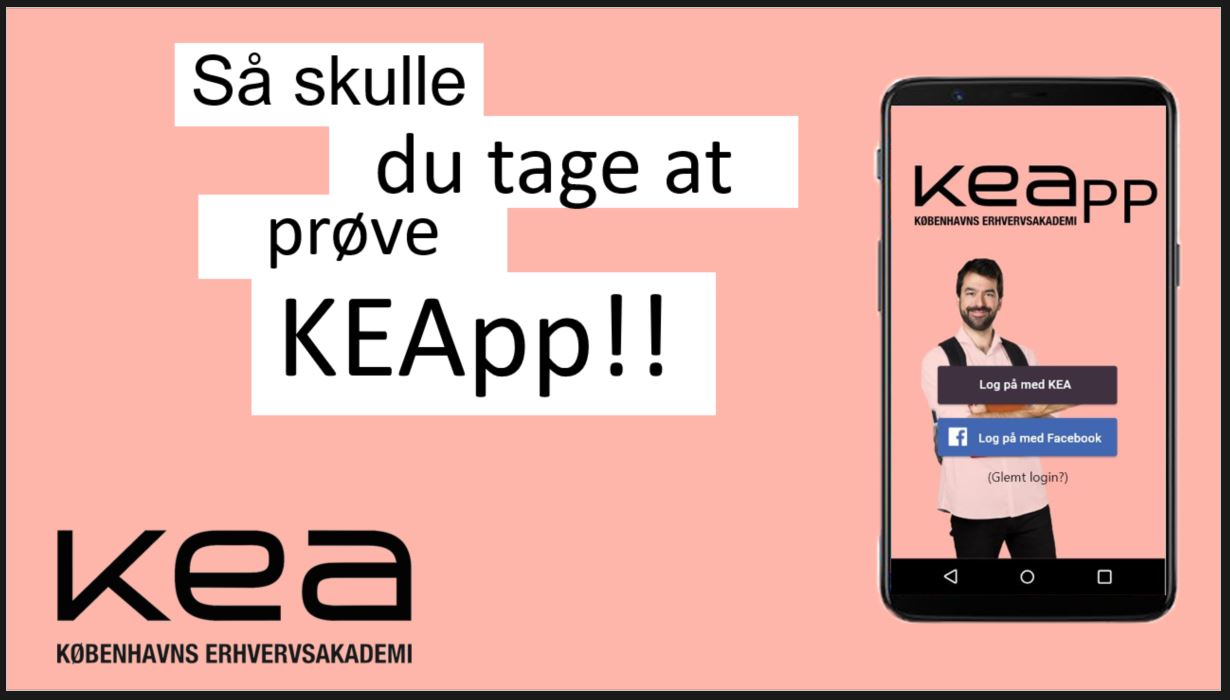 Så skulle
du tage at
prøve
KEApp!!
kea
KØBENHAVNS ERHVERVSAKADEMI
keapp
KØBENHAVNS ERHVERVSAKADEMI
Log på med KEA
Log på med Facebook
(Glemt login?)